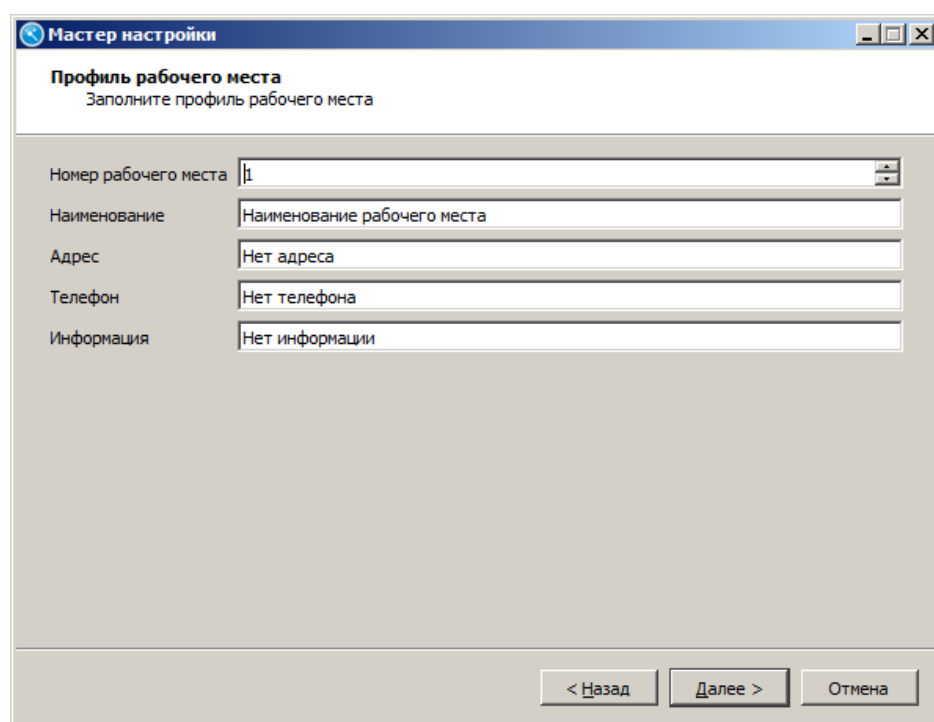 Мастер настройки
Профиль рабочего места
Заполните профиль рабочего места
Номер рабочего места 1
Наименование Наименование рабочего места
Адрес Нет адреса
Телефон Нет телефона
Информация Нет информации
< Назад Далее > Отмена